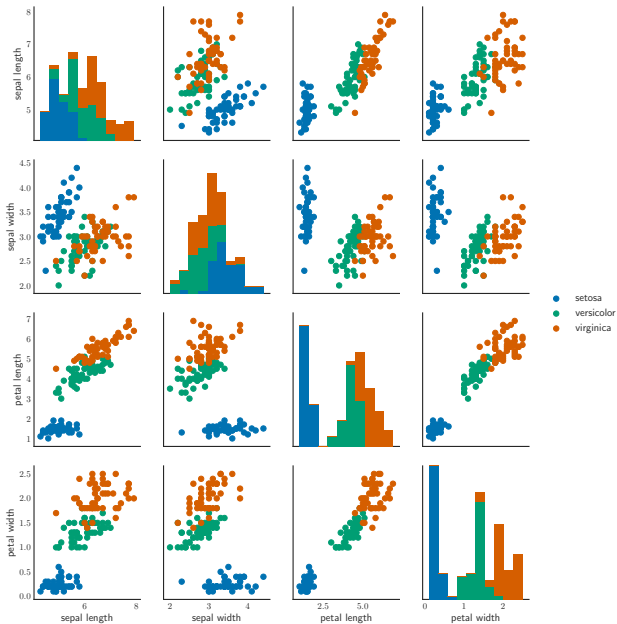 8
7
6
5
sepal length
4.5
4.0
3.5
3.0
2.5
2.0
sepal width
setosa
versicolor
virginica
7
6
5
4
3
2
1
petal length
2.5
2.0
1.5
1.0
0.5
0.0
petal width
6 8
2 3 4
2.5 5.0
0 1 2
sepal length sepal width petal length petal width